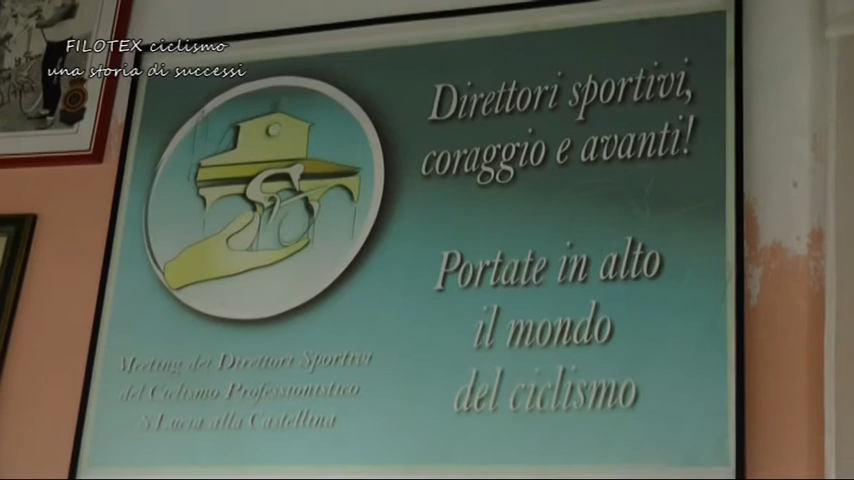 FILOTEX ciclismo
una storia di successi
Direttori sportivi,
coraggio e avanti!
Portate in alto
il mondo
del ciclismo
Meeting dei Direttori Sportivi
del Ciclismo Professionistico
S. Lucia alla Castellina